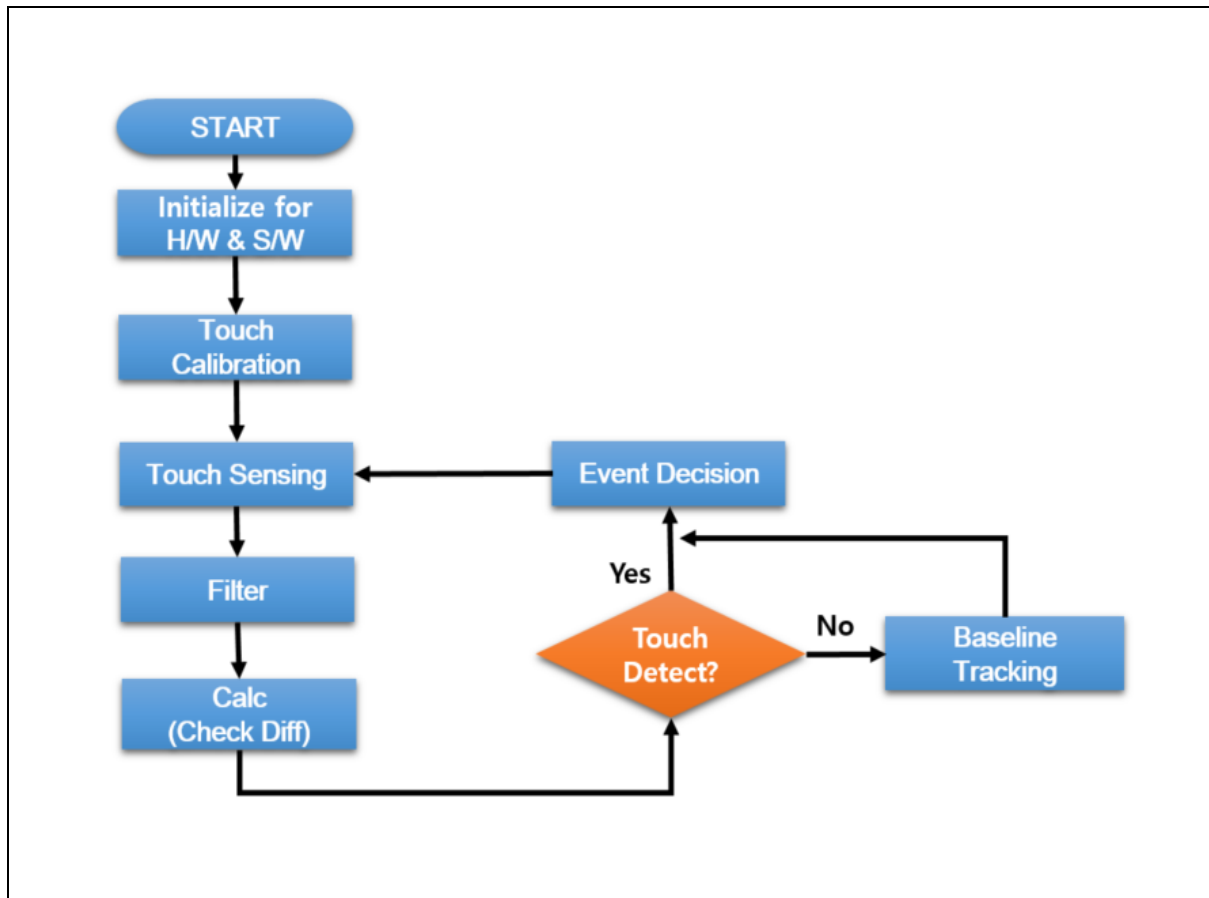 START
Initialize for
H/W & S/W
Touch
Calibration
Touch Sensing
Filter
Calc
(Check Diff)
Event Decision
Yes
Touch
Detect?
No
Baseline
Tracking